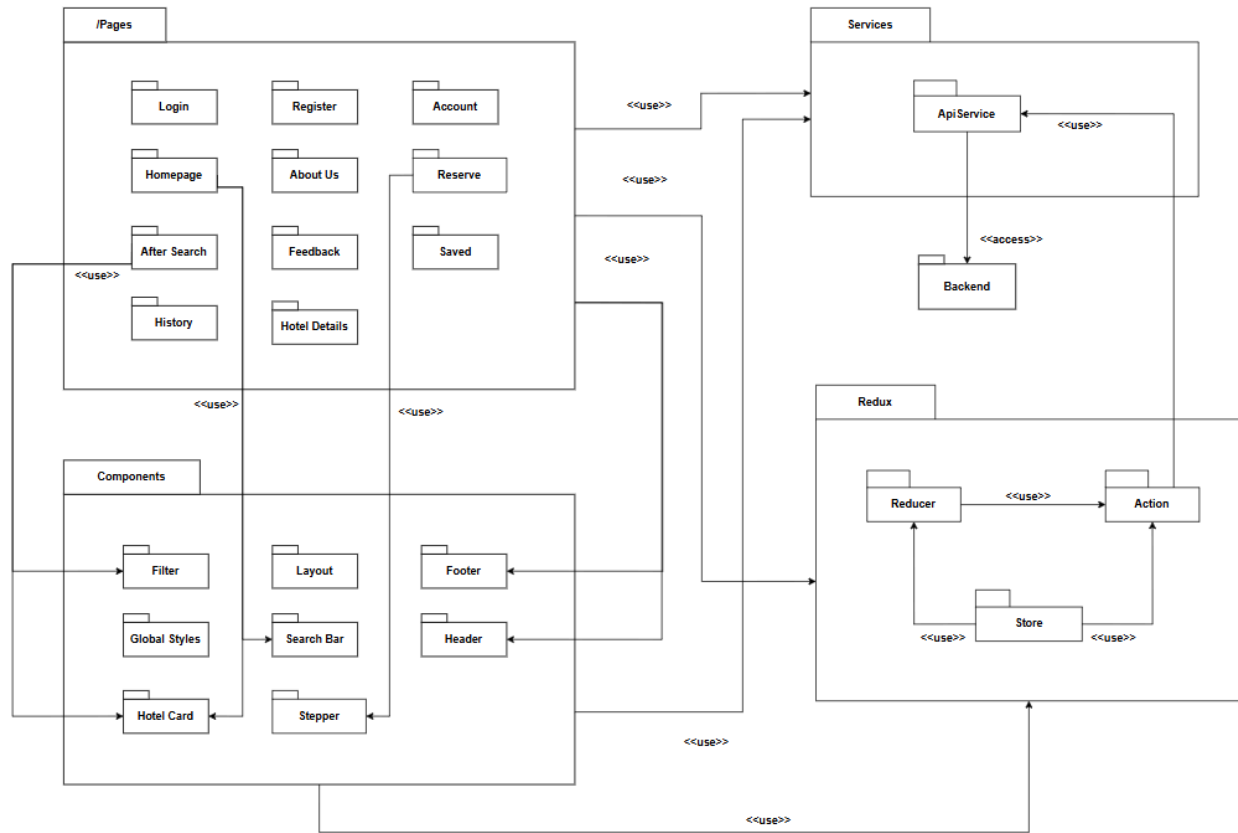 /Pages
Services
Login
Register
Account
<<use>>
ApiService
<<use>>
Homepage
About Us
Reserve
<<use>>
After Search
Feedback
Saved
<<use>>
<<use>>
<<access>>
Backend
History
Hotel Details
<<use>>
<<use>>
Redux
Components
Reducer
<<use>>
Action
Filter
Layout
Footer
Global Styles
Search Bar
Header
Store
<<use>>
<<use>>
Hotel Card
Stepper
<<use>>
<<use>>